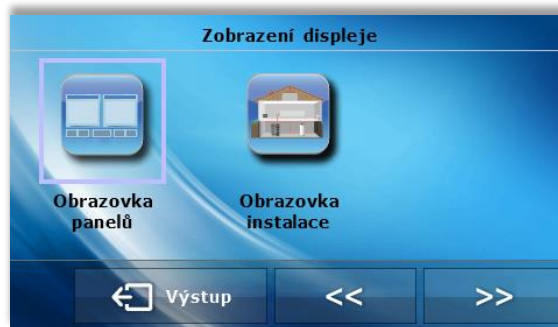 Zobrazení displeje
Obrazovka
panelů
Obrazovka
instalace
Výstup
<<
>>